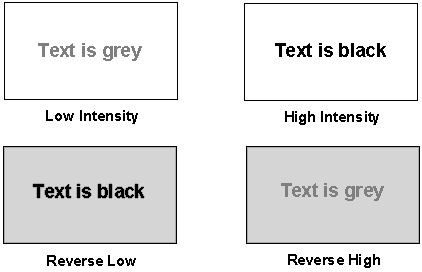 Text is grey
Low Intensity
Text is black
High Intensity
Text is black
Reverse Low
Text is grey
Reverse High